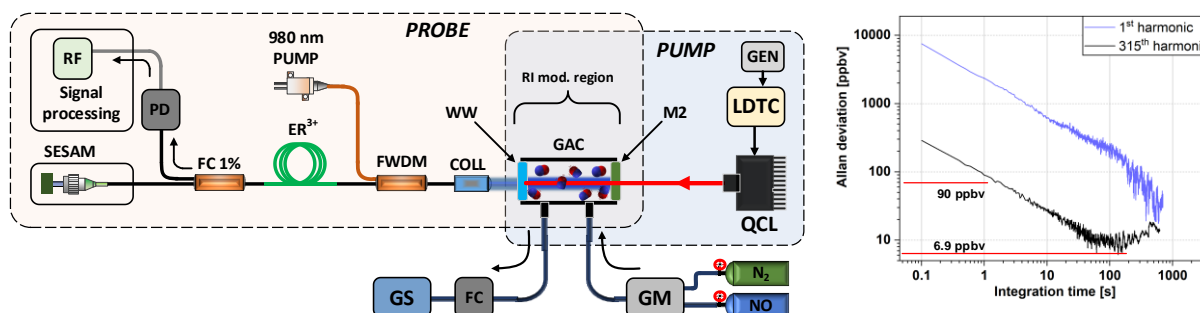 PROBE
PUMP
RF
Signal
processing
PD
980 nm
PUMP
ER3+
SESAM
FC 1%
FWDM
COLL
WW
RI mod. region
GAC
M2
GEN
LDTC
QCL
GS
FC
GM
N2
NO
1st harmonic
315th harmoni
Allan deviation [ppbv]
10000
1000
100
10
90 ppbv
6.9 ppbv
0.1
1
10
100
1000
Integration time [s]